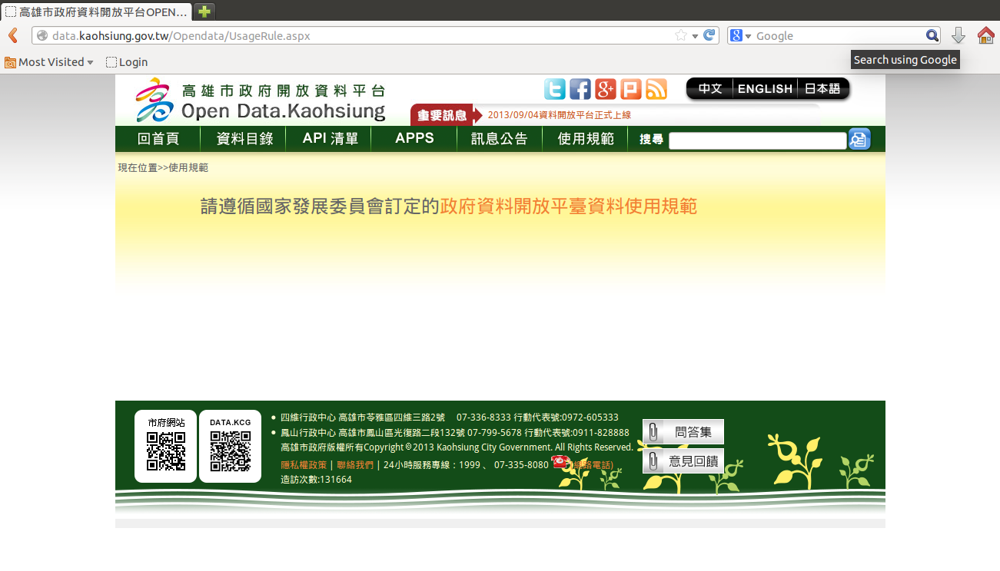 高雄市政府資料開放平台OPEN...
data.kaohsiung.gov.tw/Opendata/UsageRule.aspx
Google
Most Visited
Login
Search using Google
高雄市政府開放資料平台
Open Data.Kaohsiung
中文 ENGLISH 日本語
重要訊息 2013/09/04資料開放平台正式上線
回首頁 資料目錄 API 清單 APPS 訊息公告 使用規範 搜尋
現在位置>>使用規範
請遵循國家發展委員會訂定的政府資料開放平臺資料使用規範
市府網站
DATA.KCG
四維行政中心 高雄市苓雅區四維三路2號 07-336-8333 行動代表號:0972-605333
鳳山行政中心 高雄市鳳山區光復路二段132號 07-799-5678 行動代表號:0911-828888
高雄市政府版權所有Copyright © 2013 Kaohsiung City Government. All Rights Reserved.
隱私權政策 | 聯絡我們 | 24小時服務專線：1999 、 07-335-8080 (網路電話)
造訪次數:131664
問答集
意見回饋